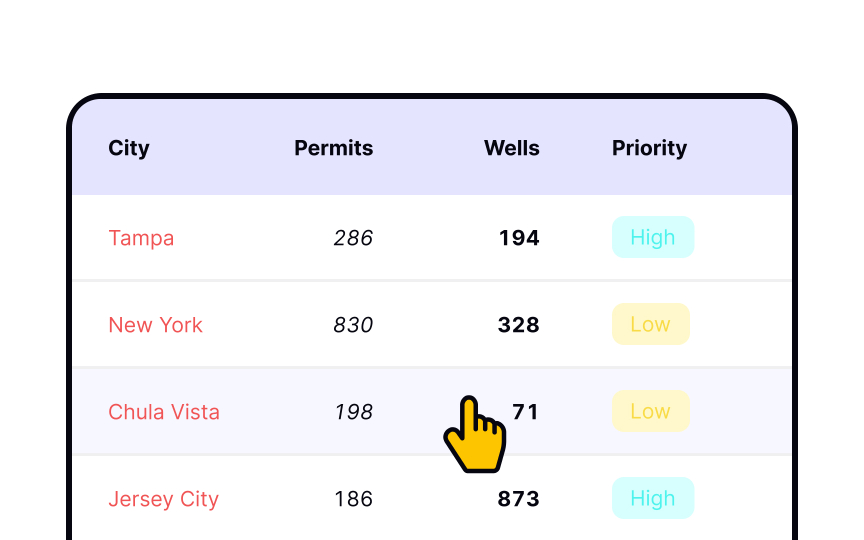 City Permits Wells Priority
Tampa 286 194 High
New York 830 328 Low
Chula Vista 198 71 Low
Jersey City 186 873 High